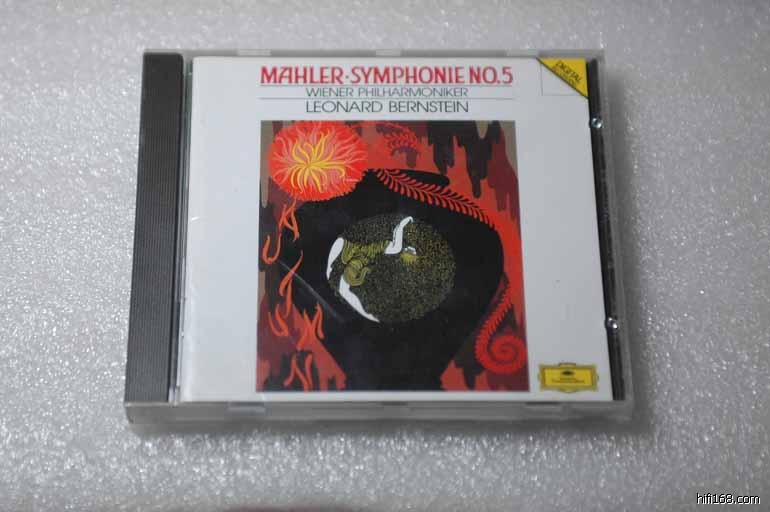 MAHLER·SYMPHONIE NO.5
WIENER PHILHARMONIKER
LEONARD BERNSTEIN
DIGITAL
hifi168.com